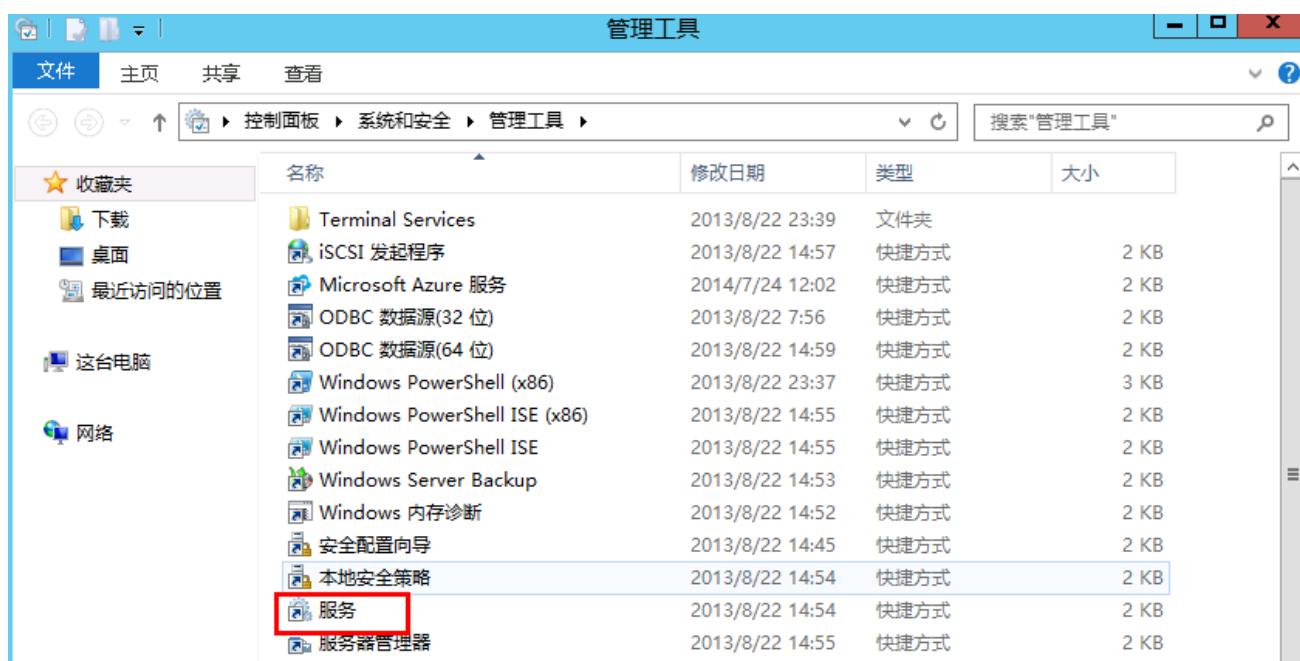 管理工具
文件 主页 共享 查看
控制面板 系统和安全 管理工具 搜索"管理工具"
名称 修改日期 类型 大小
收藏夹
下载
桌面
最近访问的位置
这台电脑
网络
Terminal Services 2013/8/22 23:39 文件夹
iSCSI 发起程序 2013/8/22 14:57 快捷方式 2 KB
Microsoft Azure 服务 2014/7/24 12:02 快捷方式 2 KB
ODBC 数据源(32 位) 2013/8/22 7:56 快捷方式 2 KB
ODBC 数据源(64 位) 2013/8/22 14:59 快捷方式 2 KB
Windows PowerShell (x86) 2013/8/22 23:37 快捷方式 3 KB
Windows PowerShell ISE (x86) 2013/8/22 14:55 快捷方式 2 KB
Windows PowerShell ISE 2013/8/22 14:55 快捷方式 2 KB
Windows Server Backup 2013/8/22 14:53 快捷方式 2 KB
Windows 内存诊断 2013/8/22 14:52 快捷方式 2 KB
安全配置向导 2013/8/22 14:45 快捷方式 2 KB
本地安全策略 2013/8/22 14:54 快捷方式 2 KB
服务 2013/8/22 14:54 快捷方式 2 KB
服务器管理器 2013/8/22 14:55 快捷方式 2 KB